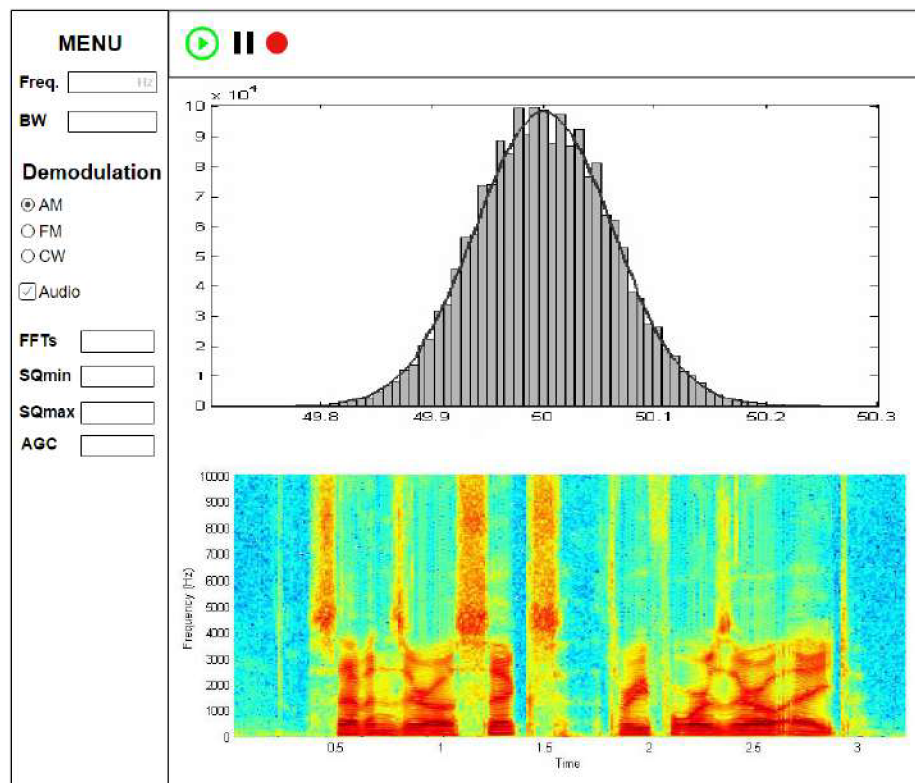 MENU
Freq. Hz
BW
Demodulation
AM
FM
CW
Audio
FFTs
SQmin
SQmax
AGC
× 10⁴
10
9
8
7
6
5
4
3
2
1
0
49.8 49.9 50 50.1 50.2 50.3
Frequency (Hz)
10000
9000
8000
7000
6000
5000
4000
3000
2000
1000
0
0.5 1 1.5 2 2.5 3
Time